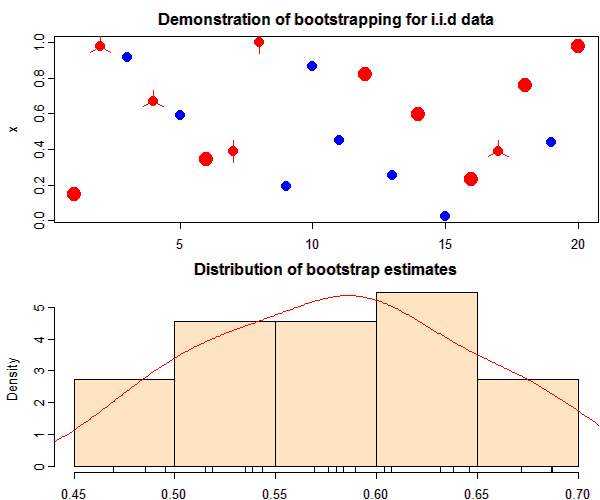 Demonstration of bootstrapping for i.i.d data
x
1.0
0.8
0.6
0.4
0.2
0.0
5 10 15 20
Distribution of bootstrap estimates
Density
5
4
3
2
1
0
0.45 0.50 0.55 0.60 0.65 0.70